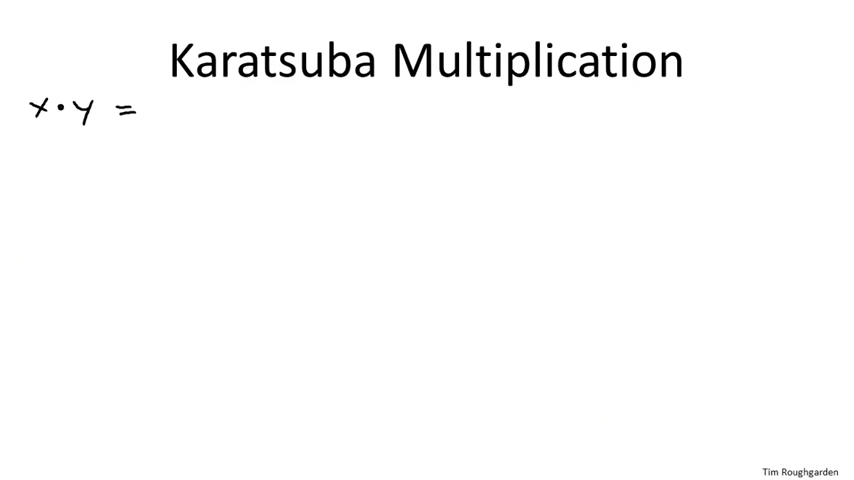 Karatsuba Multiplication
x · y =
Tim Roughgarden